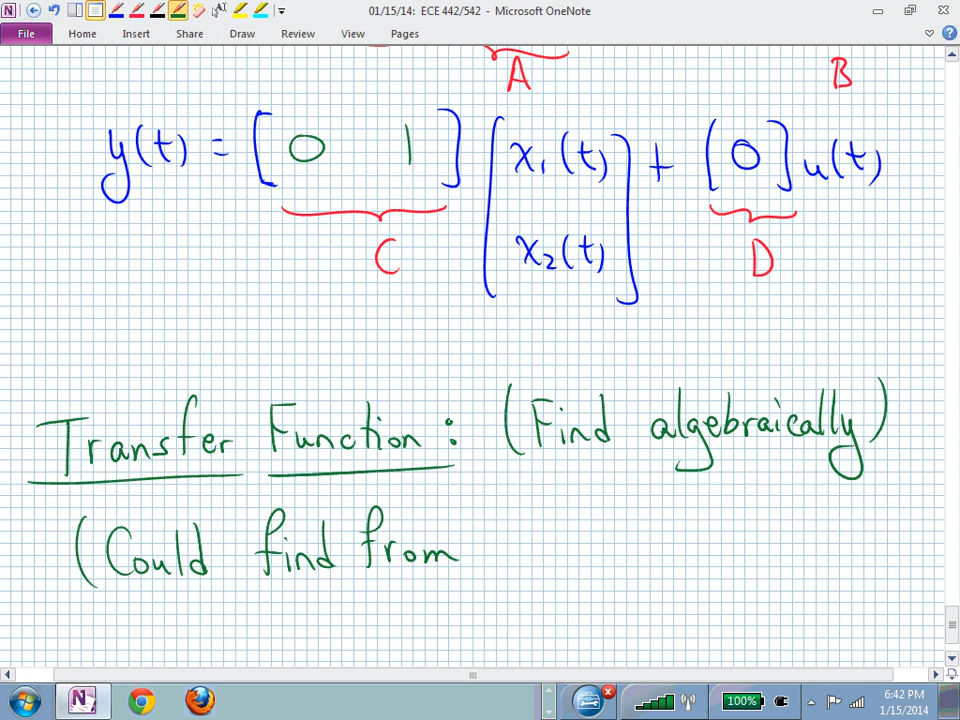 01/15/14: ECE 442/542 - Microsoft OneNote
File Home Insert Share Draw Review View Pages
A B
y(t) = [ 0 1 ] [ x₁(t) x₂(t) ] + [0] u(t)
C D
Transfer Function : (Find algebraically)
(Could find from
100% 6:42 PM
1/15/2014